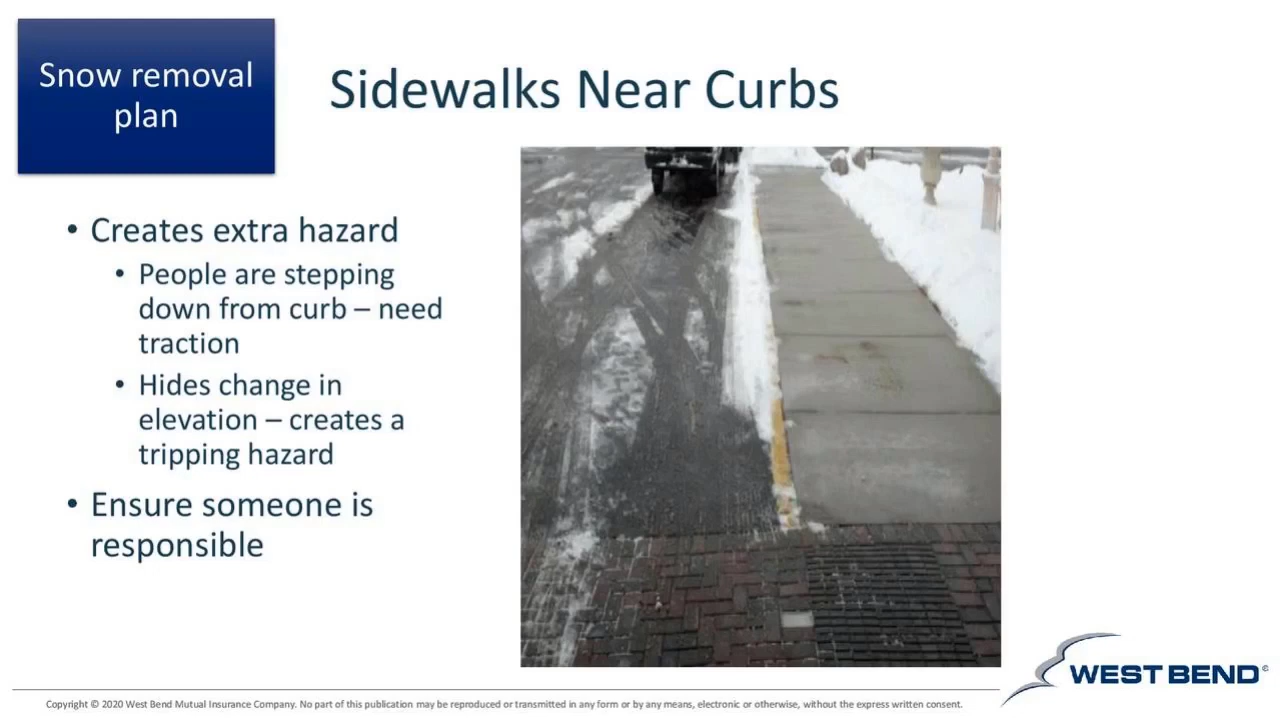 Snow removal
plan
Sidewalks Near Curbs
• Creates extra hazard
• People are stepping
down from curb – need
traction
• Hides change in
elevation – creates a
tripping hazard
• Ensure someone is
responsible
WEST BEND®
Copyright © 2020 West Bend Mutual Insurance Company. No part of this publication may be reproduced or transmitted in any form or by any means, electronic or otherwise, without the express written consent.